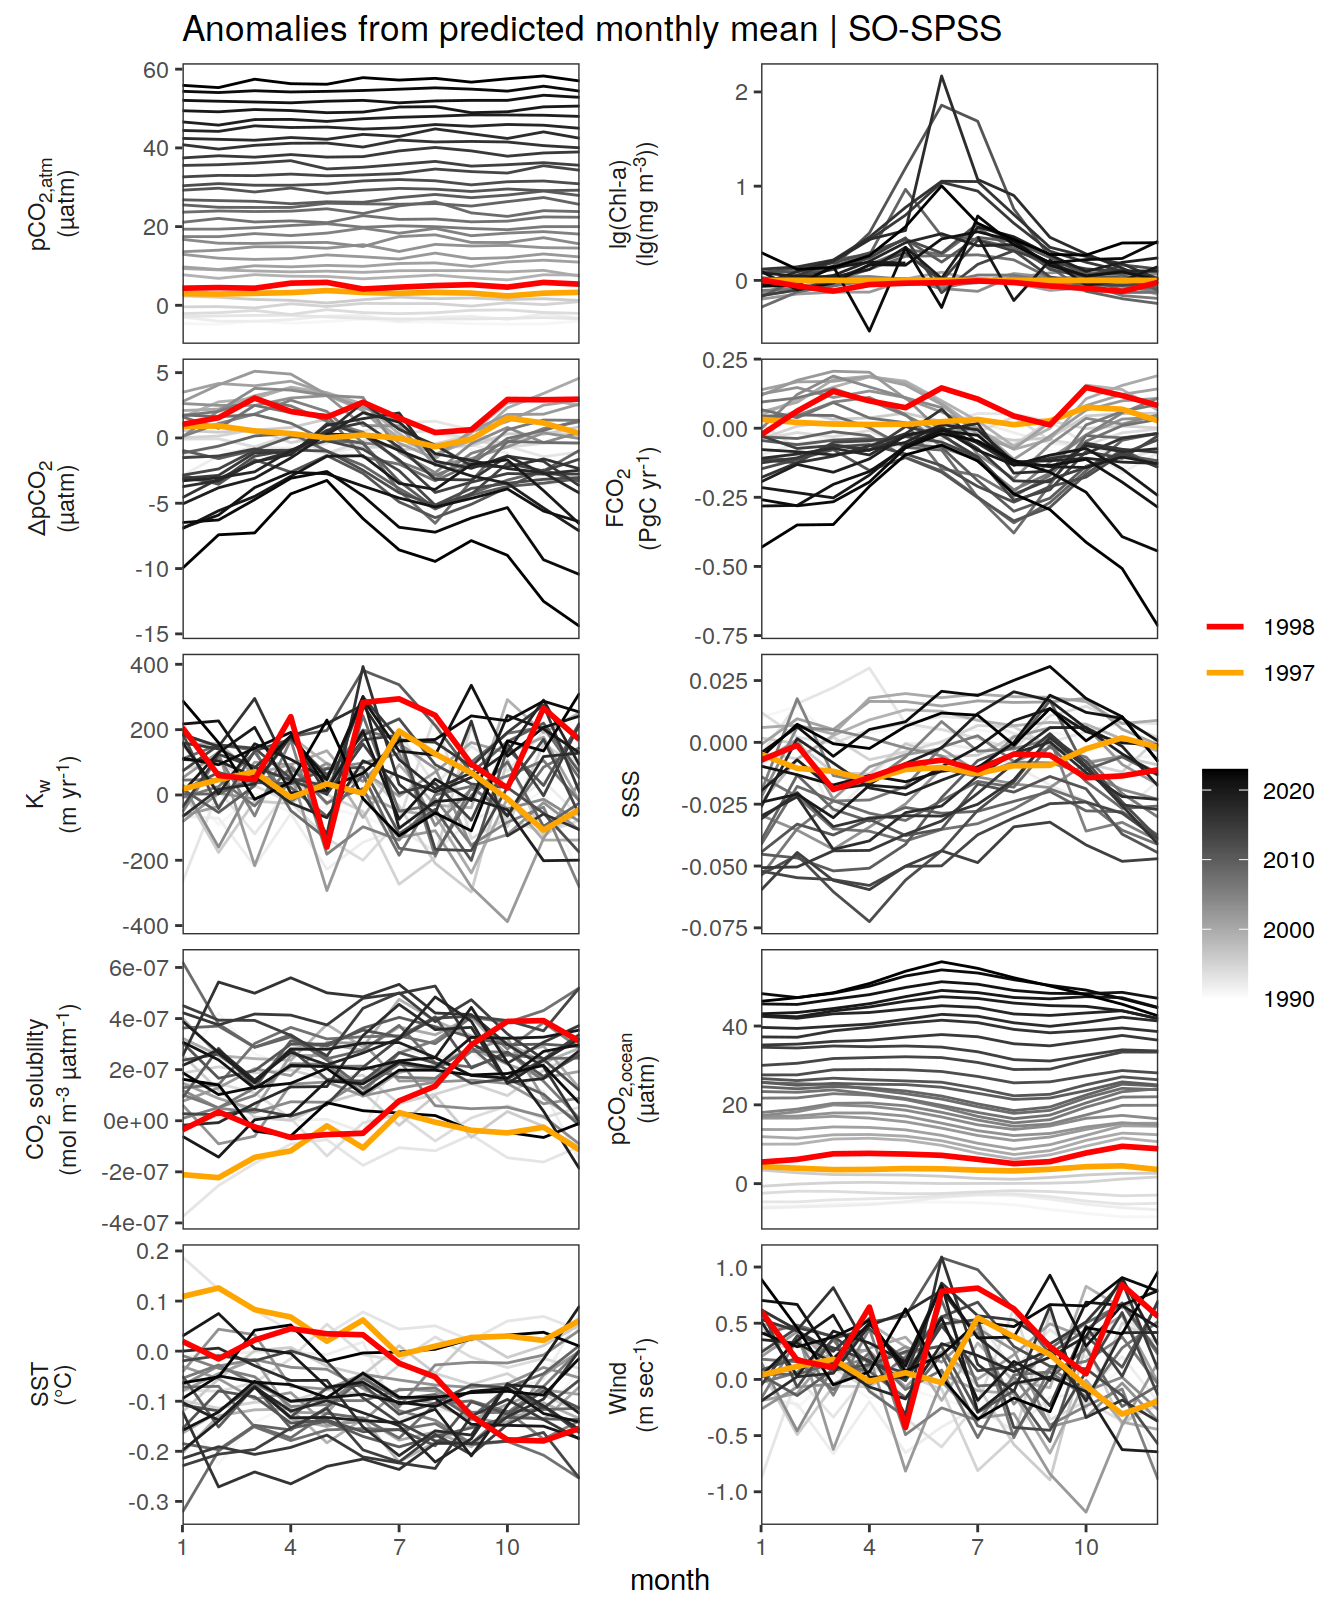 Anomalies from predicted monthly mean | SO-SPSS
pCO2,atm
(µatm)
60
40
20
0
lg(Chl-a)
(lg(mg m-3))
2
1
0
ΔpCO2
(µatm)
5
0
-5
-10
-15
FCO2
(PgC yr-1)
0.25
0.00
-0.25
-0.50
-0.75
Kw
(m yr-1)
400
200
0
-200
-400
SSS
0.025
0.000
-0.025
-0.050
-0.075
CO2 solubility
(mol m-3 µatm-1)
6e-07
4e-07
2e-07
0e+00
-2e-07
-4e-07
pCO2,ocean
(µatm)
40
20
0
SST
(°C)
0.2
0.1
0.0
-0.1
-0.2
-0.3
Wind
(m sec-1)
1.0
0.5
0.0
-0.5
-1.0
1 4 7 10
1 4 7 10
month
1998
1997
2020
2010
2000
1990